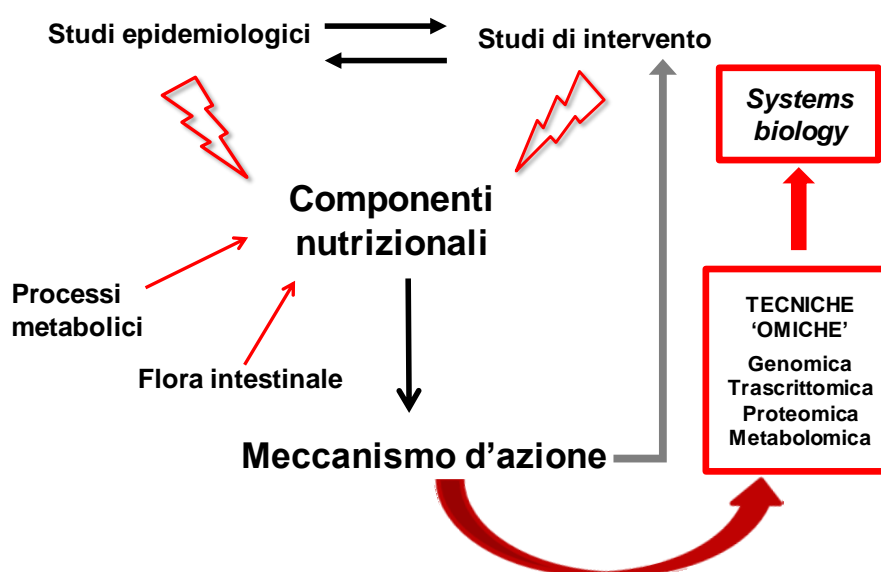 Studi epidemiologici
Studi di intervento
Systems
biology
Componenti
nutrizionali
Processi
metabolici
Flora intestinale
TECNICHE
‘OMICHE’
Genomica
Trascrittomica
Proteomica
Metabolomica
Meccanismo d’azione